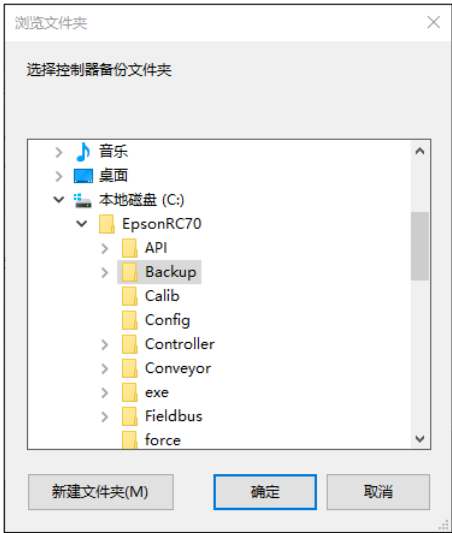 浏览文件夹
选择控制器备份文件夹
音乐
桌面
本地磁盘 (C:)
EpsonRC70
API
Backup
Calib
Config
Controller
Conveyor
exe
Fieldbus
force
新建文件夹(M)
确定
取消